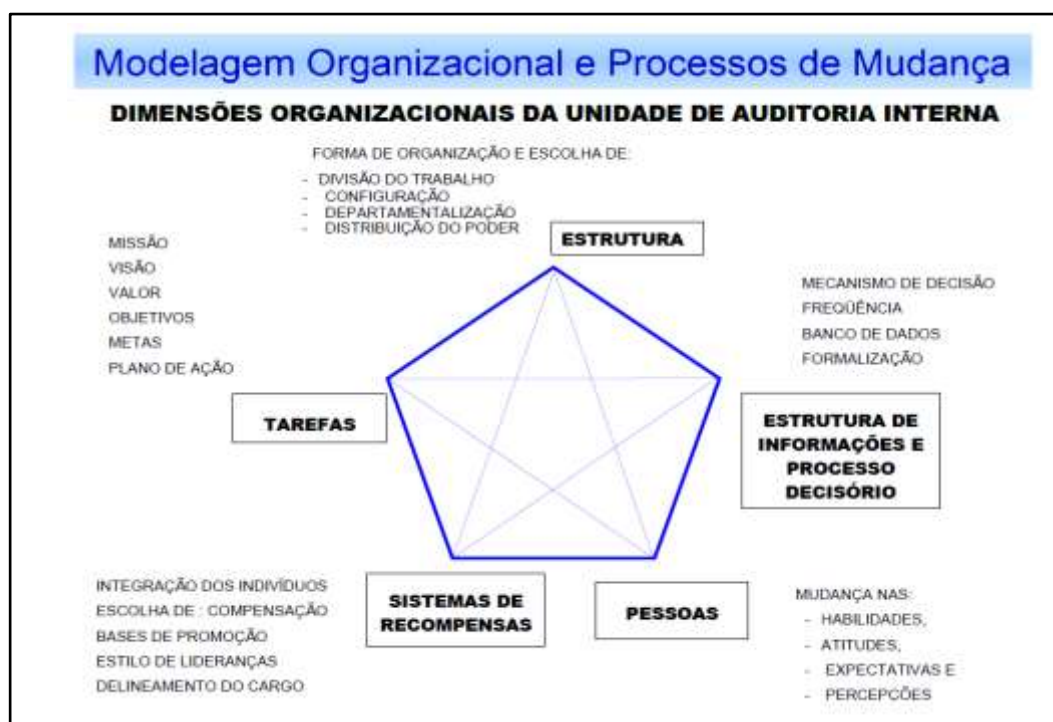 Modelagem Organizacional e Processos de Mudança
DIMENSÕES ORGANIZACIONAIS DA UNIDADE DE AUDITORIA INTERNA
FORMA DE ORGANIZAÇÃO E ESCOLHA DE:
- DIVISÃO DO TRABALHO
- CONFIGURAÇÃO
- DEPARTAMENTALIZAÇÃO
- DISTRIBUIÇÃO DO PODER
ESTRUTURA
MISSÃO
VISÃO
VALOR
OBJETIVOS
METAS
PLANO DE AÇÃO
TAREFAS
MECANISMO DE DECISÃO
FREQÜÊNCIA
BANCO DE DADOS
FORMALIZAÇÃO
ESTRUTURA DE
INFORMAÇÕES E
PROCESSO
DECISÓRIO
INTEGRAÇÃO DOS INDIVÍDUOS
ESCOLHA DE : COMPENSAÇÃO
BASES DE PROMOÇÃO
ESTILO DE LIDERANÇAS
DELINEAMENTO DO CARGO
SISTEMAS DE
RECOMPENSAS
PESSOAS
MUDANÇA NAS:
- HABILIDADES,
- ATITUDES,
- EXPECTATIVAS E
- PERCEPCÕES